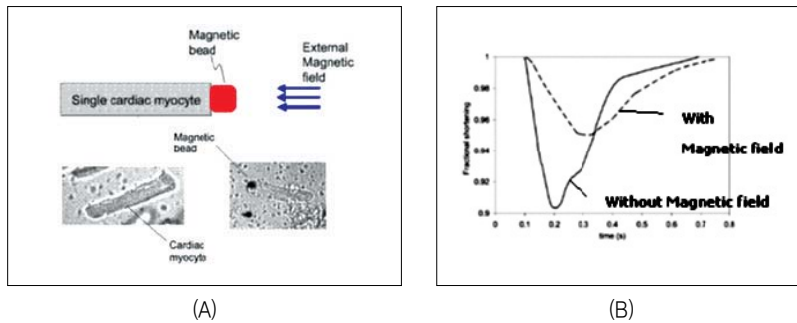 Magnetic
bead
External
Magnetic
field
Single cardiac myocyte
Magnetic
bead
Cardiac
myocyte
(A)
Fractional shortening
1
0.98
0.96
0.94
0.92
0.9
With
Magnetic field
Without Magnetic field
0 0.1 0.2 0.3 0.4 0.5 0.6 0.7 0.8
time (s)
(B)